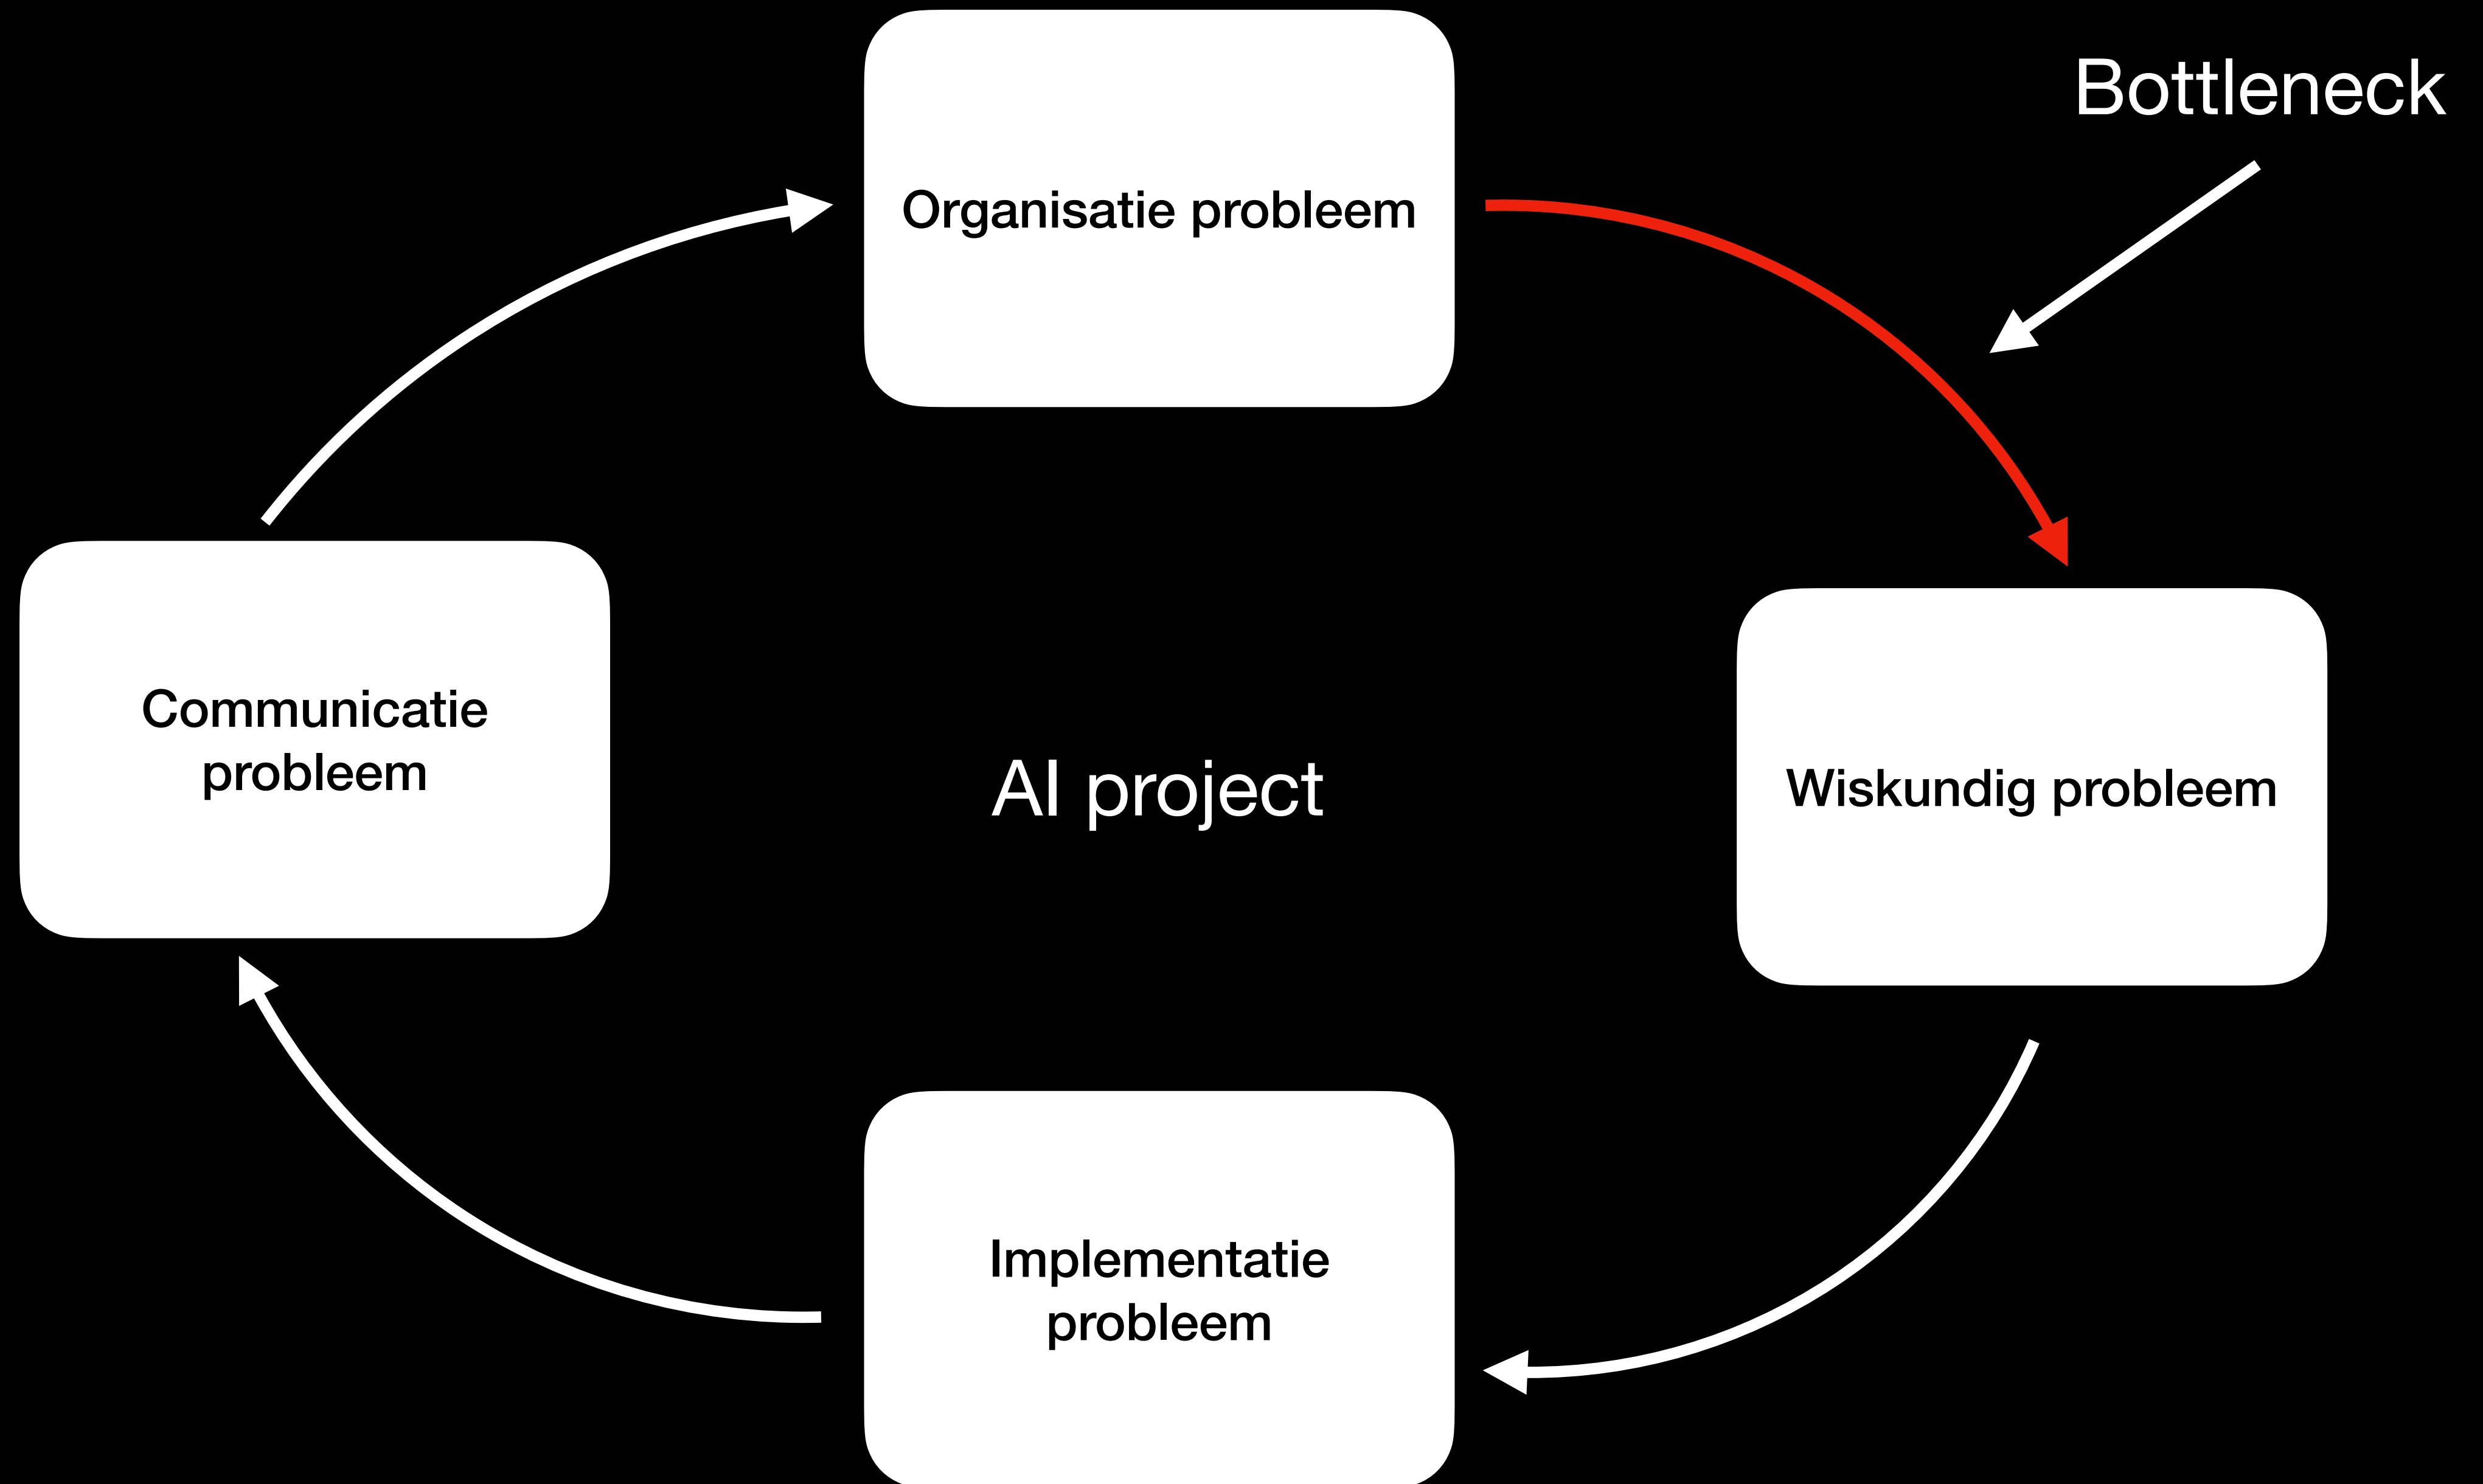 Bottleneck
Organisatie probleem
Communicatie
probleem
AI project
Wiskundig probleem
Implementatie
probleem